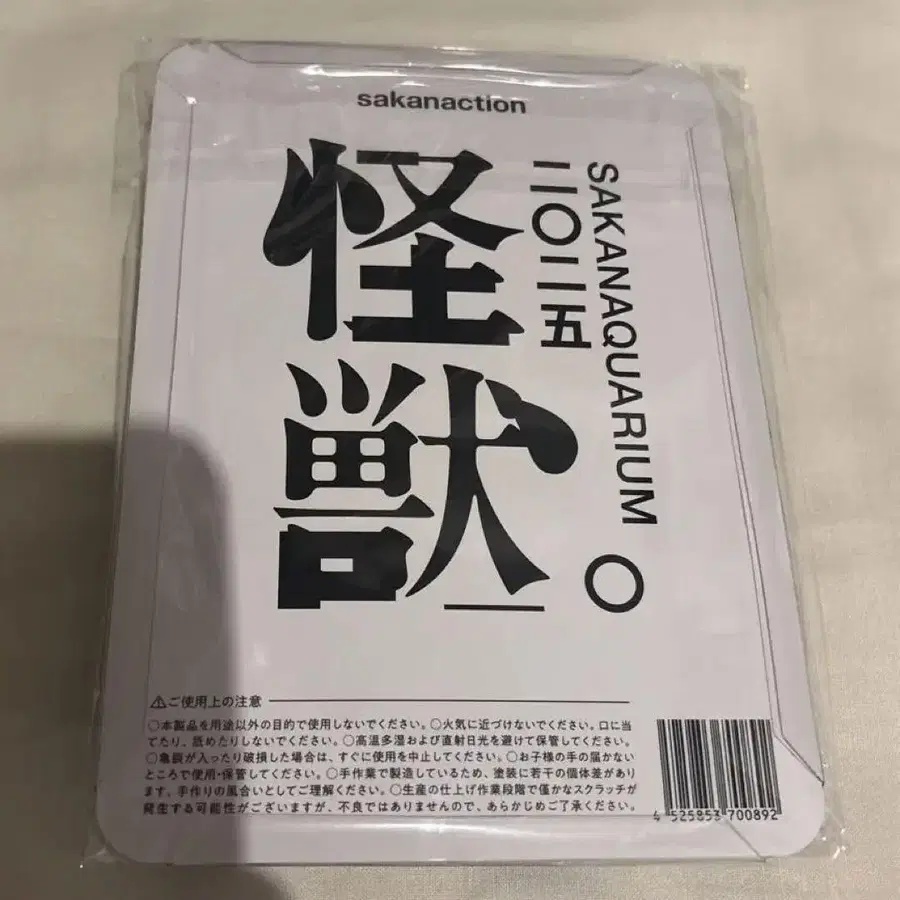 sakanaction
怪獣
二〇二五
SAKANAQUARIUM
○
⚠ご使用上の注意
○本製品を用途以外の目的で使用しないでください。○火気に近づけないでください。口に当
てたり、舐めたりしないでください。○高温多湿および直射日光を避けて保管してください。
○亀裂が入ったり破損した場合は、すぐに使用を中止してください。○お子様の手の届かない
ところで使用・保管してください。○手作業で製造しているため、塗装に若干の個体差があり
ます、手作りの風合いとしてご理解ください。○生産の仕上げ作業段階で僅かなスクラッチが
発生する可能性がございますが、不良ではありませんので、あらかじめご了承ください。
4 525853 700892